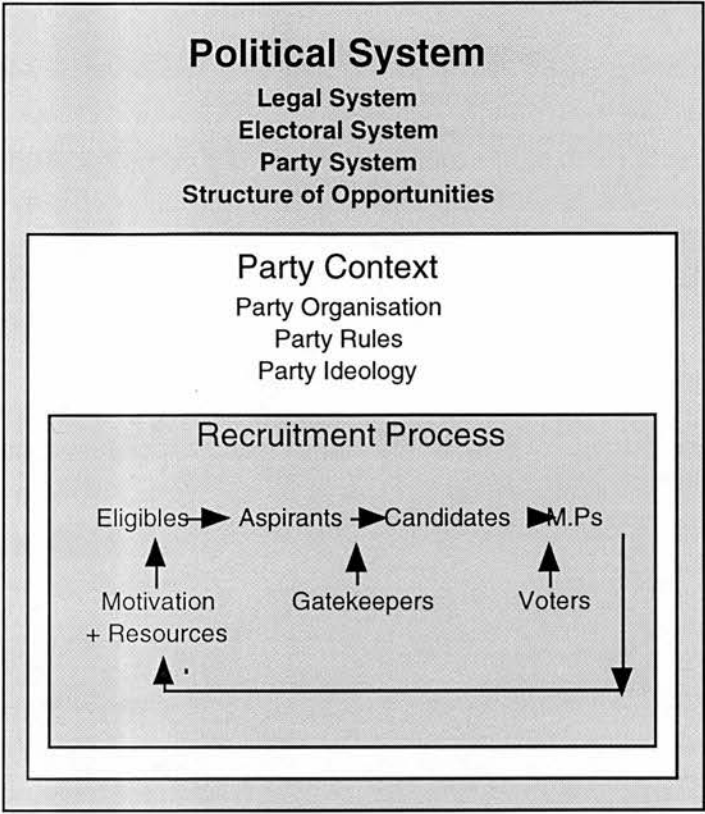 Political System
Legal System
Electoral System
Party System
Structure of Opportunities
Party Context
Party Organisation
Party Rules
Party Ideology
Recruitment Process
Eligibles Aspirants Candidates M.Ps
Motivation Gatekeepers Voters
+ Resources